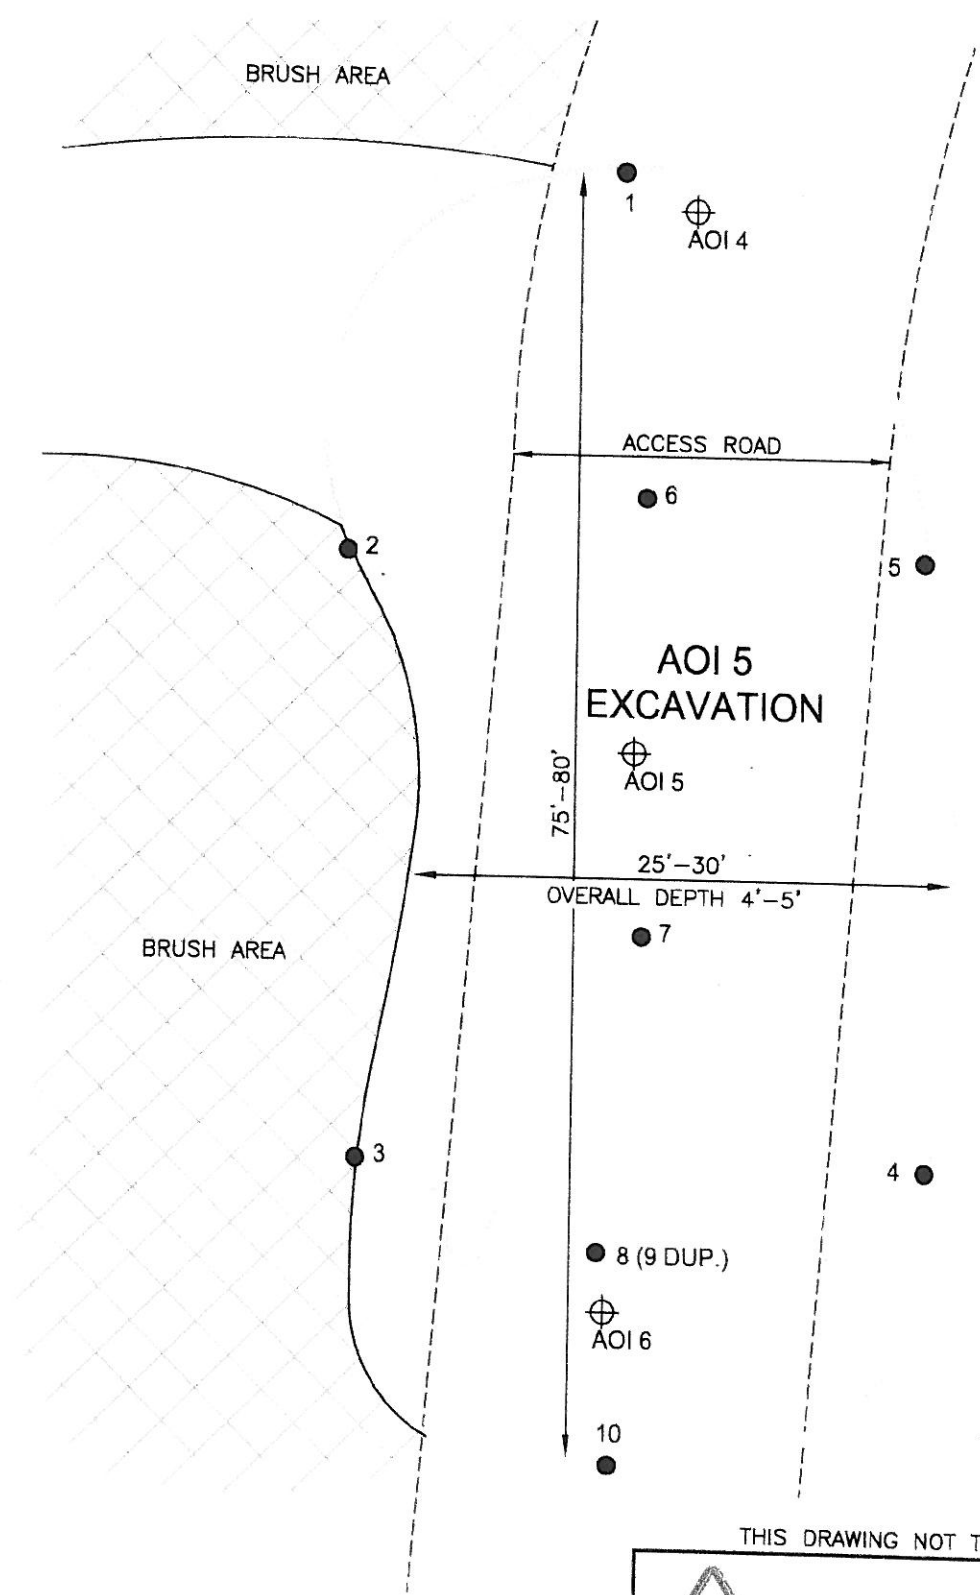 BRUSH AREA
1
AOI 4
ACCESS ROAD
6
2
5
AOI 5
EXCAVATION
AOI 5
75'-80'
25'-30'
OVERALL DEPTH 4'-5'
7
BRUSH AREA
3
4
8 (9 DUP.)
AOI 6
10
THIS DRAWING NOT T